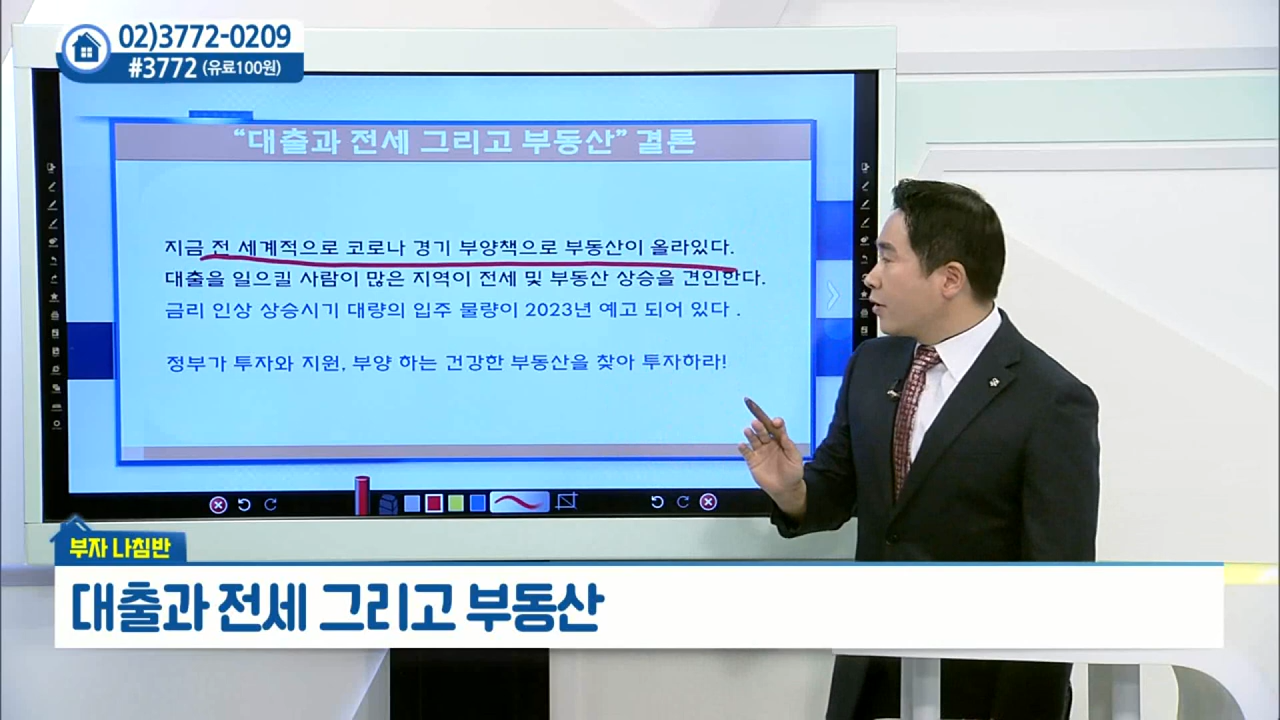 02)3772-0209
#3772 (유료100원)
“대출과 전세 그리고 부동산” 결론
지금 전 세계적으로 코로나 경기 부양책으로 부동산이 올라있다.
대출을 일으킬 사람이 많은 지역이 전세 및 부동산 상승을 견인한다.
금리 인상 상승시기 대량의 입주 물량이 2023년 예고 되어 있다 .
정부가 투자와 지원, 부양 하는 건강한 부동산을 찾아 투자하라!
부자 나침반
대출과 전세 그리고 부동산